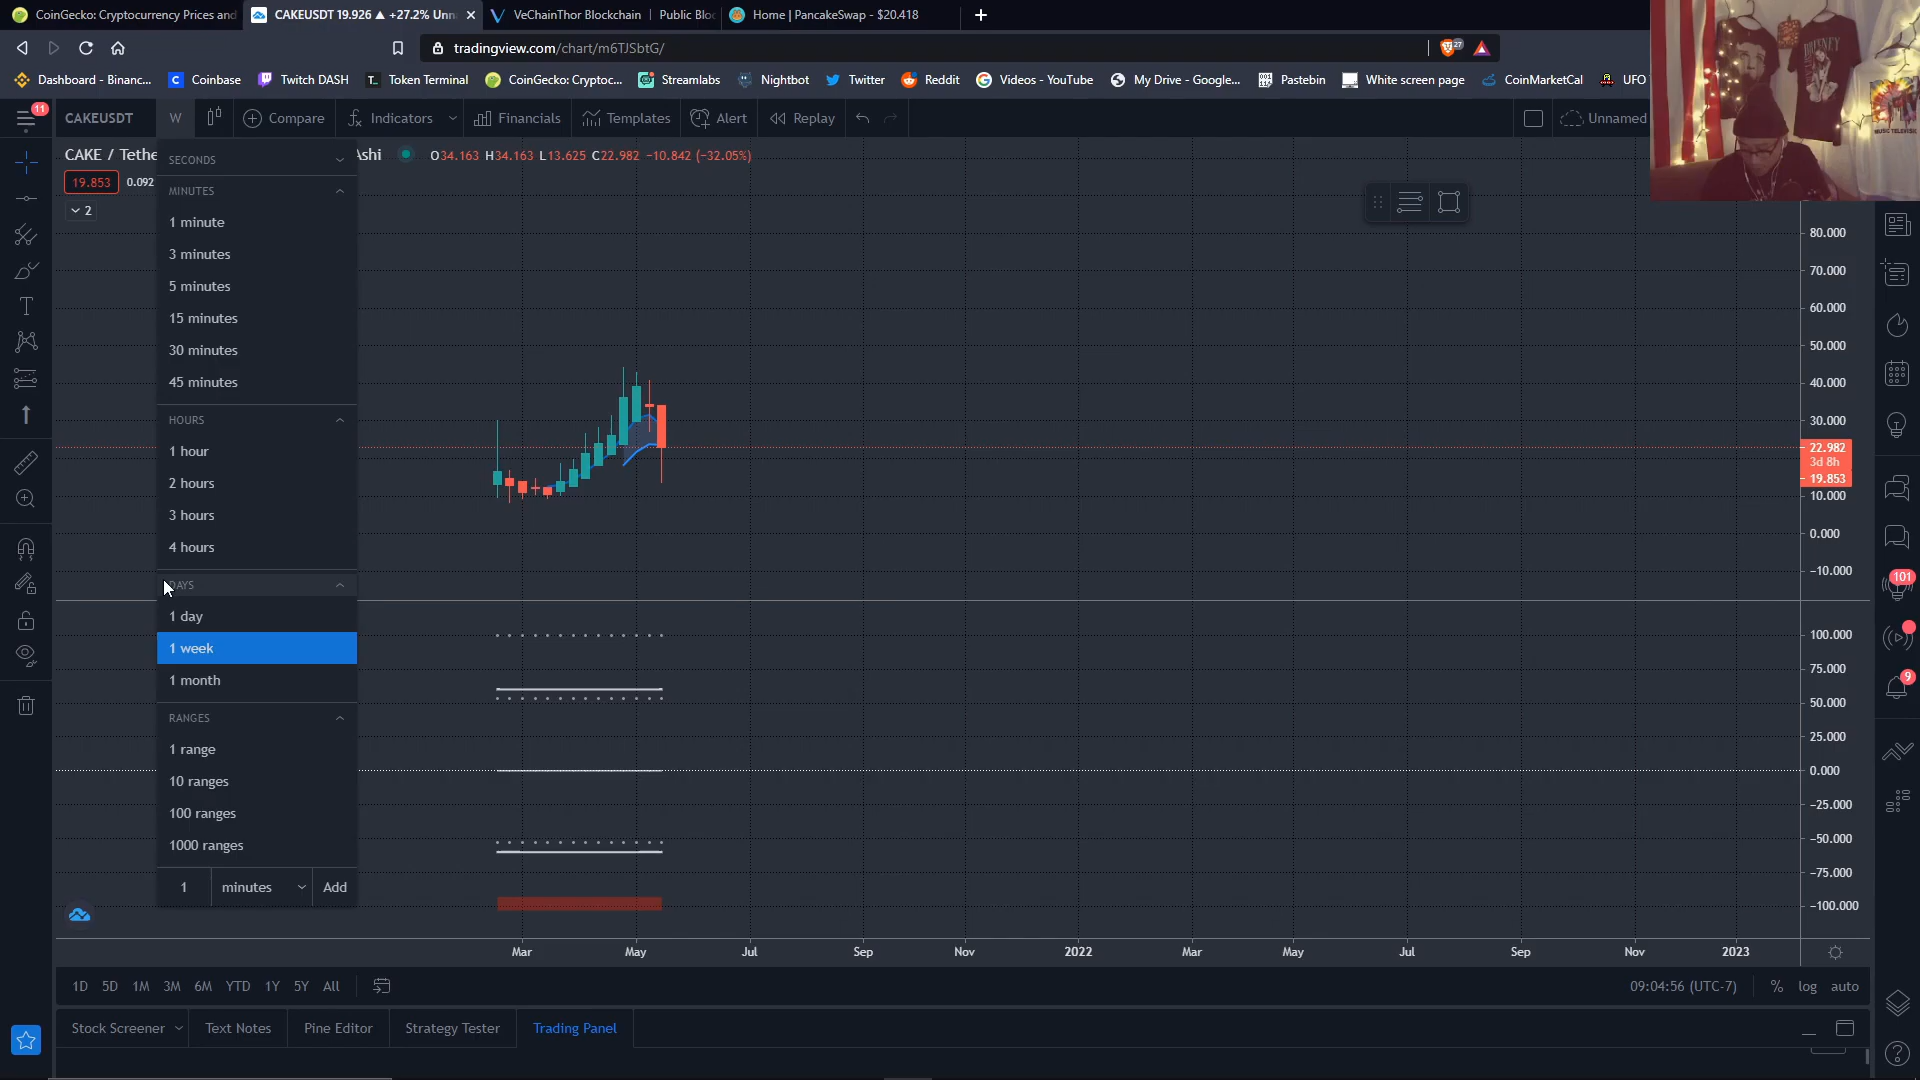 CoinGecko: Cryptocurrency Prices and
CAKEUSDT 19.926 ▲ +27.2% Unn
VeChainThor Blockchain | Public Bloc
Home | PancakeSwap - $20.418
tradingview.com/chart/m6TJSbtG/
27
Dashboard - Binanc...
Coinbase
Twitch DASH
Token Terminal
CoinGecko: Cryptoc...
Streamlabs
Nightbot
Twitter
Reddit
Videos - YouTube
My Drive - Google...
Pastebin
White screen page
CoinMarketCal
UFO
11
CAKEUSDT
W
Compare
Indicators
Financials
Templates
Alert
Replay
Unnamed
CAKE / Tethe
Ashi
O34.163 H34.163 L13.625 C22.982 −10.842 (−32.05%)
19.853
0.092
2
SECONDS
MINUTES
1 minute
3 minutes
5 minutes
15 minutes
30 minutes
45 minutes
HOURS
1 hour
2 hours
3 hours
4 hours
DAYS
1 day
1 week
1 month
RANGES
1 range
10 ranges
100 ranges
1000 ranges
1
minutes
Add
80.000
70.000
60.000
50.000
40.000
30.000
22.982
3d 8h
19.853
10.000
0.000
−10.000
100.000
75.000
50.000
25.000
0.000
−25.000
−50.000
−75.000
−100.000
Mar
May
Jul
Sep
Nov
2022
Mar
May
Jul
Sep
Nov
2023
1D
5D
1M
3M
6M
YTD
1Y
5Y
All
09:04:56 (UTC-7)
%
log
auto
Stock Screener
Text Notes
Pine Editor
Strategy Tester
Trading Panel
101
9